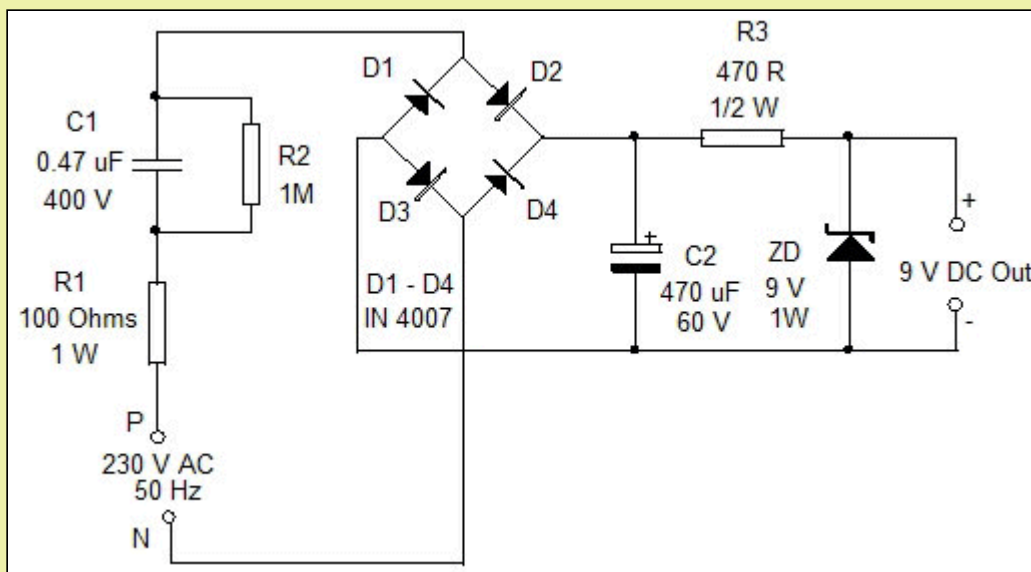 C1
0.47 uF
400 V
R2
1M
R1
100 Ohms
1 W
P
230 V AC
50 Hz
N
D1
D2
D3
D4
D1 - D4
IN 4007
R3
470 R
1/2 W
+
C2
470 uF
60 V
ZD
9 V
1W
+
9 V DC Out
-